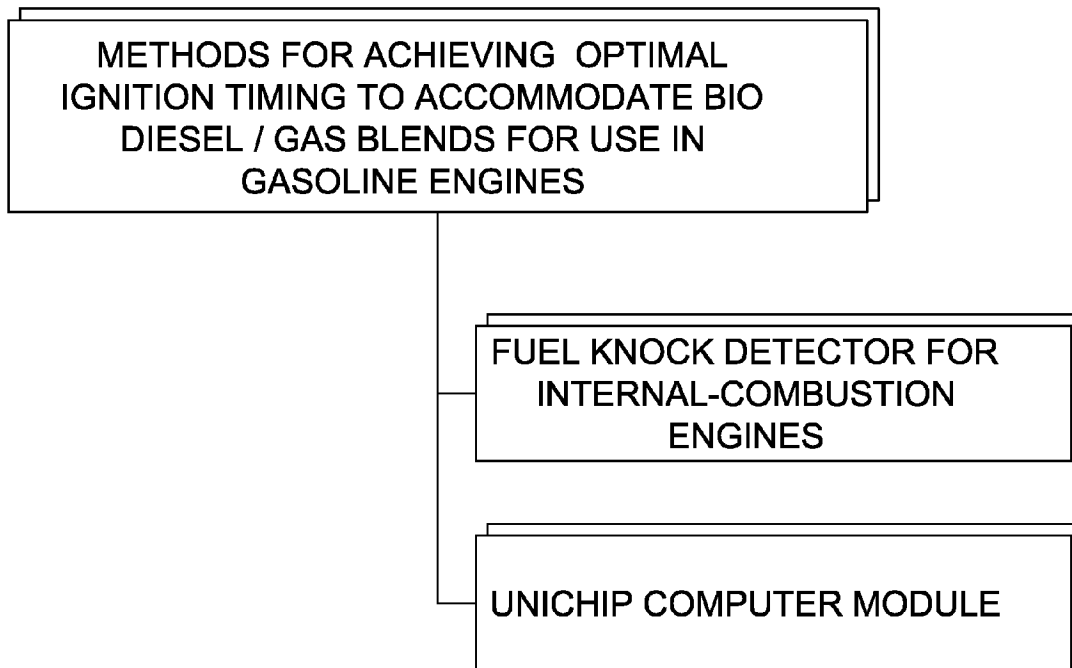 METHODS FOR ACHIEVING OPTIMAL
IGNITION TIMING TO ACCOMMODATE BIO
DIESEL / GAS BLENDS FOR USE IN
GASOLINE ENGINES
FUEL KNOCK DETECTOR FOR
INTERNAL-COMBUSTION
ENGINES
UNICHIP COMPUTER MODULE